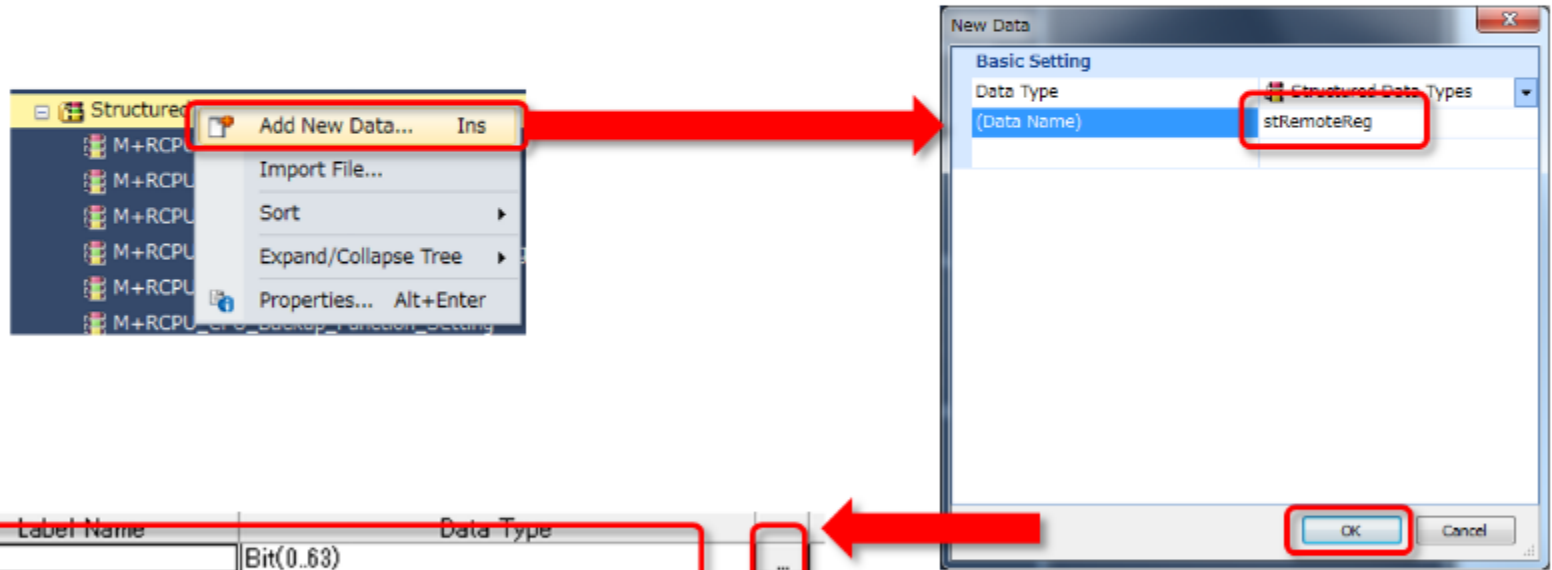 Structured
Add New Data... Ins
M+RCPU
Import File...
M+RCPU
M+RCPU
Sort
M+RCPU
Expand/Collapse Tree
M+RCPU
Properties... Alt+Enter
M+RCPU_CPU_Backup_Function_Setting
New Data
Basic Setting
Data Type Structured Data Types
(Data Name) stRemoteReg
OK Cancel
Label Name Data Type
Bit(0..63) ...